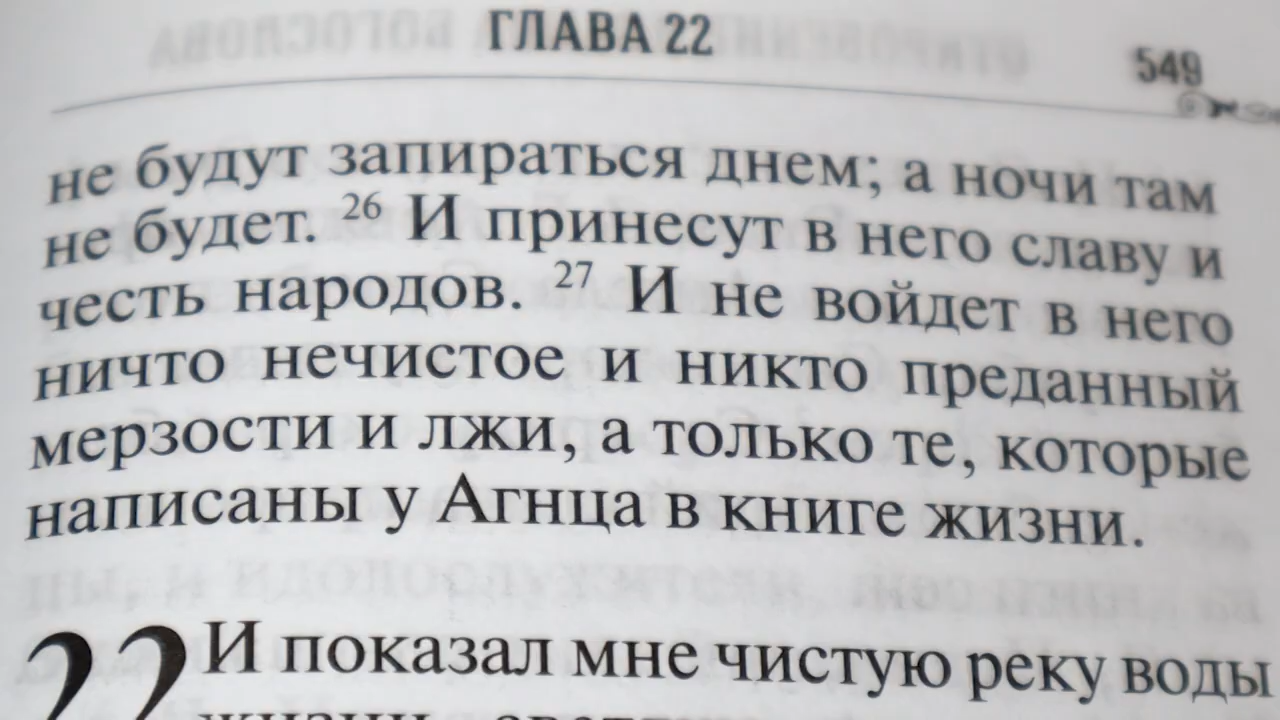 ГЛАВА 22
549
не будут запираться днем; а ночи там
не будет. 26 И принесут в него славу и
честь народов. 27 И не войдет в него
ничто нечистое и никто преданный
мерзости и лжи, а только те, которые
написаны у Агнца в книге жизни.
22 И показал мне чистую реку воды